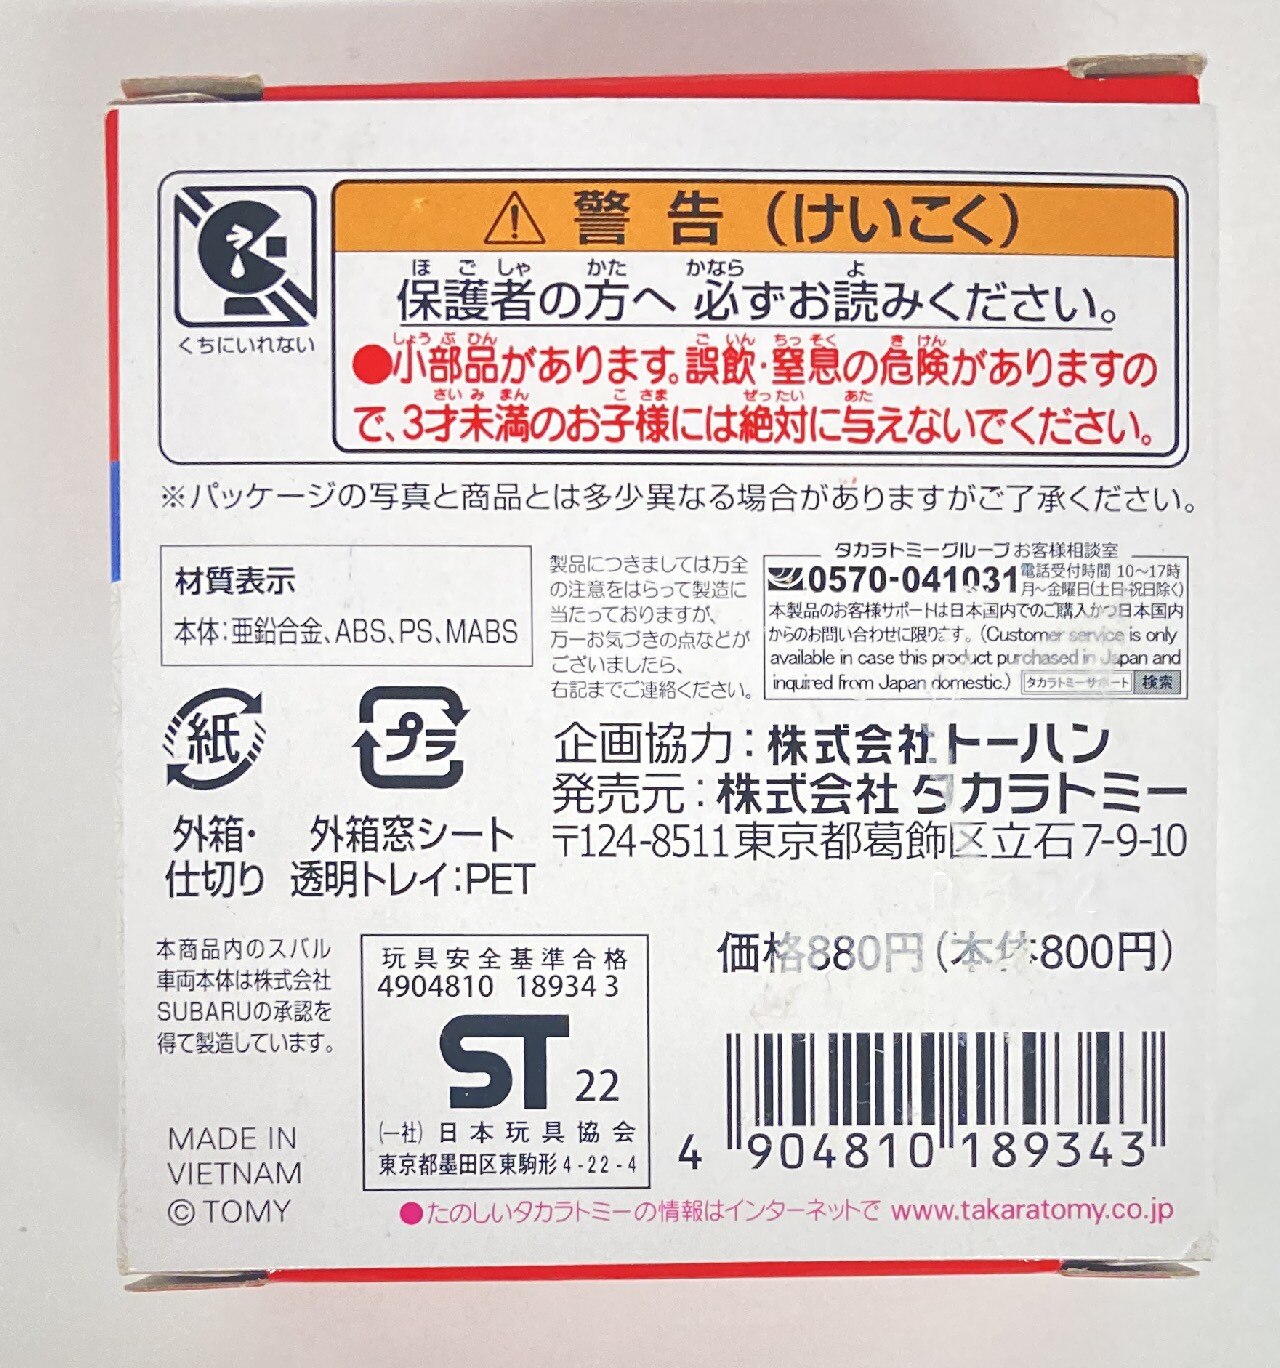 警告（けいこく）
くちにいれない
保護者の方へ 必ずお読みください。
ほごしゃ かた かなら よ
●小部品があります。誤飲・窒息の危険がありますの
しょうぶひん ごいん ちっそく きけん
で、3才未満のお子様には絶対に与えないでください。
さいみまん こさま ぜったい あた
※パッケージの写真と商品とは多少異なる場合がありますがご了承ください。
材質表示
本体：亜鉛合金、ABS、PS、MABS
製品につきましては万全
の注意をはらって製造に
当たっておりますが、
万一お気づきの点などが
ございましたら、
右記までご連絡ください。
タカラトミーグループお客様相談室
0570-041031
電話受付時間 10～17時
月～金曜日（土日・祝日除く）
本製品のお客様サポートは日本国内でのご購入かつ日本国内
からのお問い合わせに限ります。（Customer service is only
available in case this product purchased in Japan and
inquired from Japan domestic.） タカラトミーサポート 検索
紙
外箱・
仕切り
プラ
外箱窓シート
透明トレイ：PET
企画協力：株式会社トーハン
発売元：株式会社タカラトミー
〒124-8511東京都葛飾区立石7-9-10
本商品内のスバル
車両本体は株式会社
SUBARUの承認を
得て製造しています。
MADE IN
VIETNAM
© TOMY
玩具安全基準合格
4904810 18934 3
ST 22
（一社）日本玩具協会
東京都墨田区東駒形4-22-4
価格880円（本体800円）
4 904810 189343
●たのしいタカラトミーの情報はインターネットで www.takaratomy.co.jp